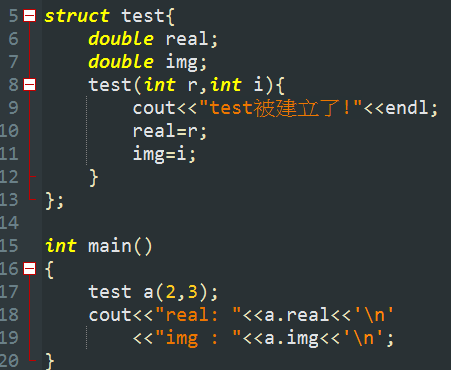 5 struct test{
6 double real;
7 double img;
8 test(int r,int i){
9 cout<<"test被建立了!"<<endl;
10 real=r;
11 img=i;
12 }
13 };
14
15 int main()
16 {
17 test a(2,3);
18 cout<<"real: "<<a.real<<'\n'
19 <<"img : "<<a.img<<'\n';
20 }